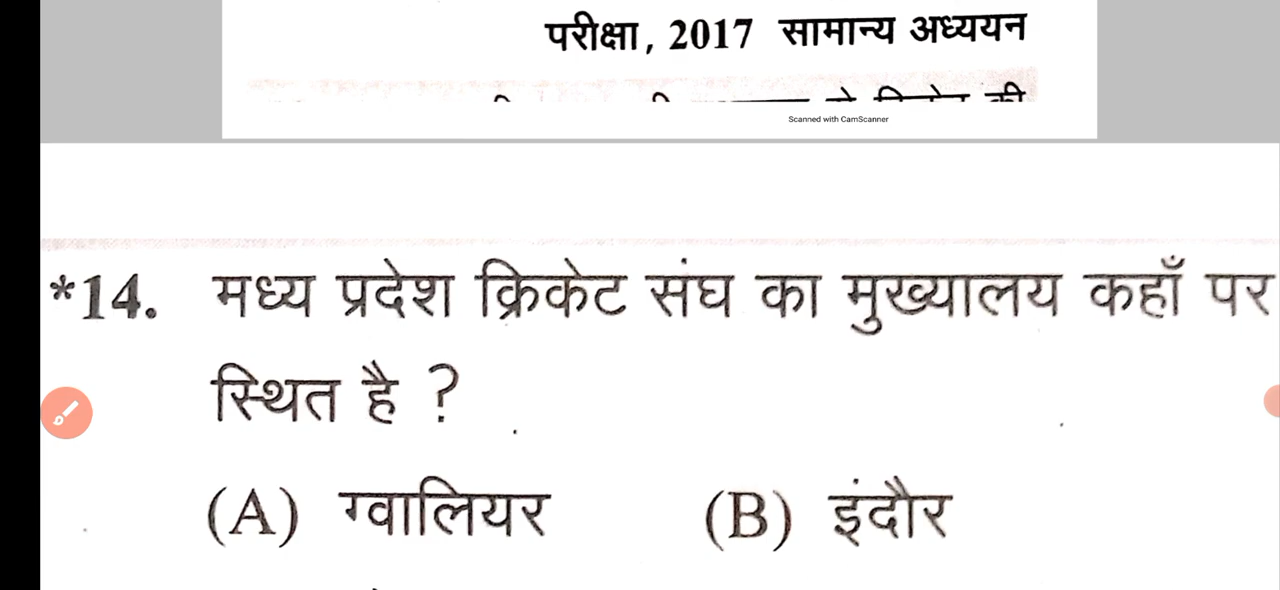 परीक्षा, 2017 सामान्य अध्ययन
की
Scanned with CamScanner
*14. मध्य प्रदेश क्रिकेट संघ का मुख्यालय कहाँ पर
स्थित है ?
(A) ग्वालियर (B) इंदौर